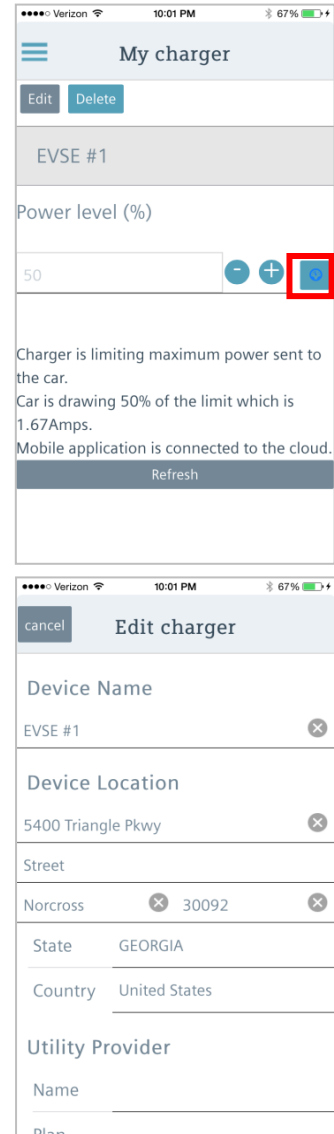 Verizon 10:01 PM 67%
My charger
Edit Delete
EVSE #1
Power level (%)
50 - +
Charger is limiting maximum power sent to
the car.
Car is drawing 50% of the limit which is
1.67Amps.
Mobile application is connected to the cloud.
Refresh
Verizon 10:01 PM 67%
cancel Edit charger
Device Name
EVSE #1
Device Location
5400 Triangle Pkwy
Street
Norcross 30092
State GEORGIA
Country United States
Utility Provider
Name
Plan